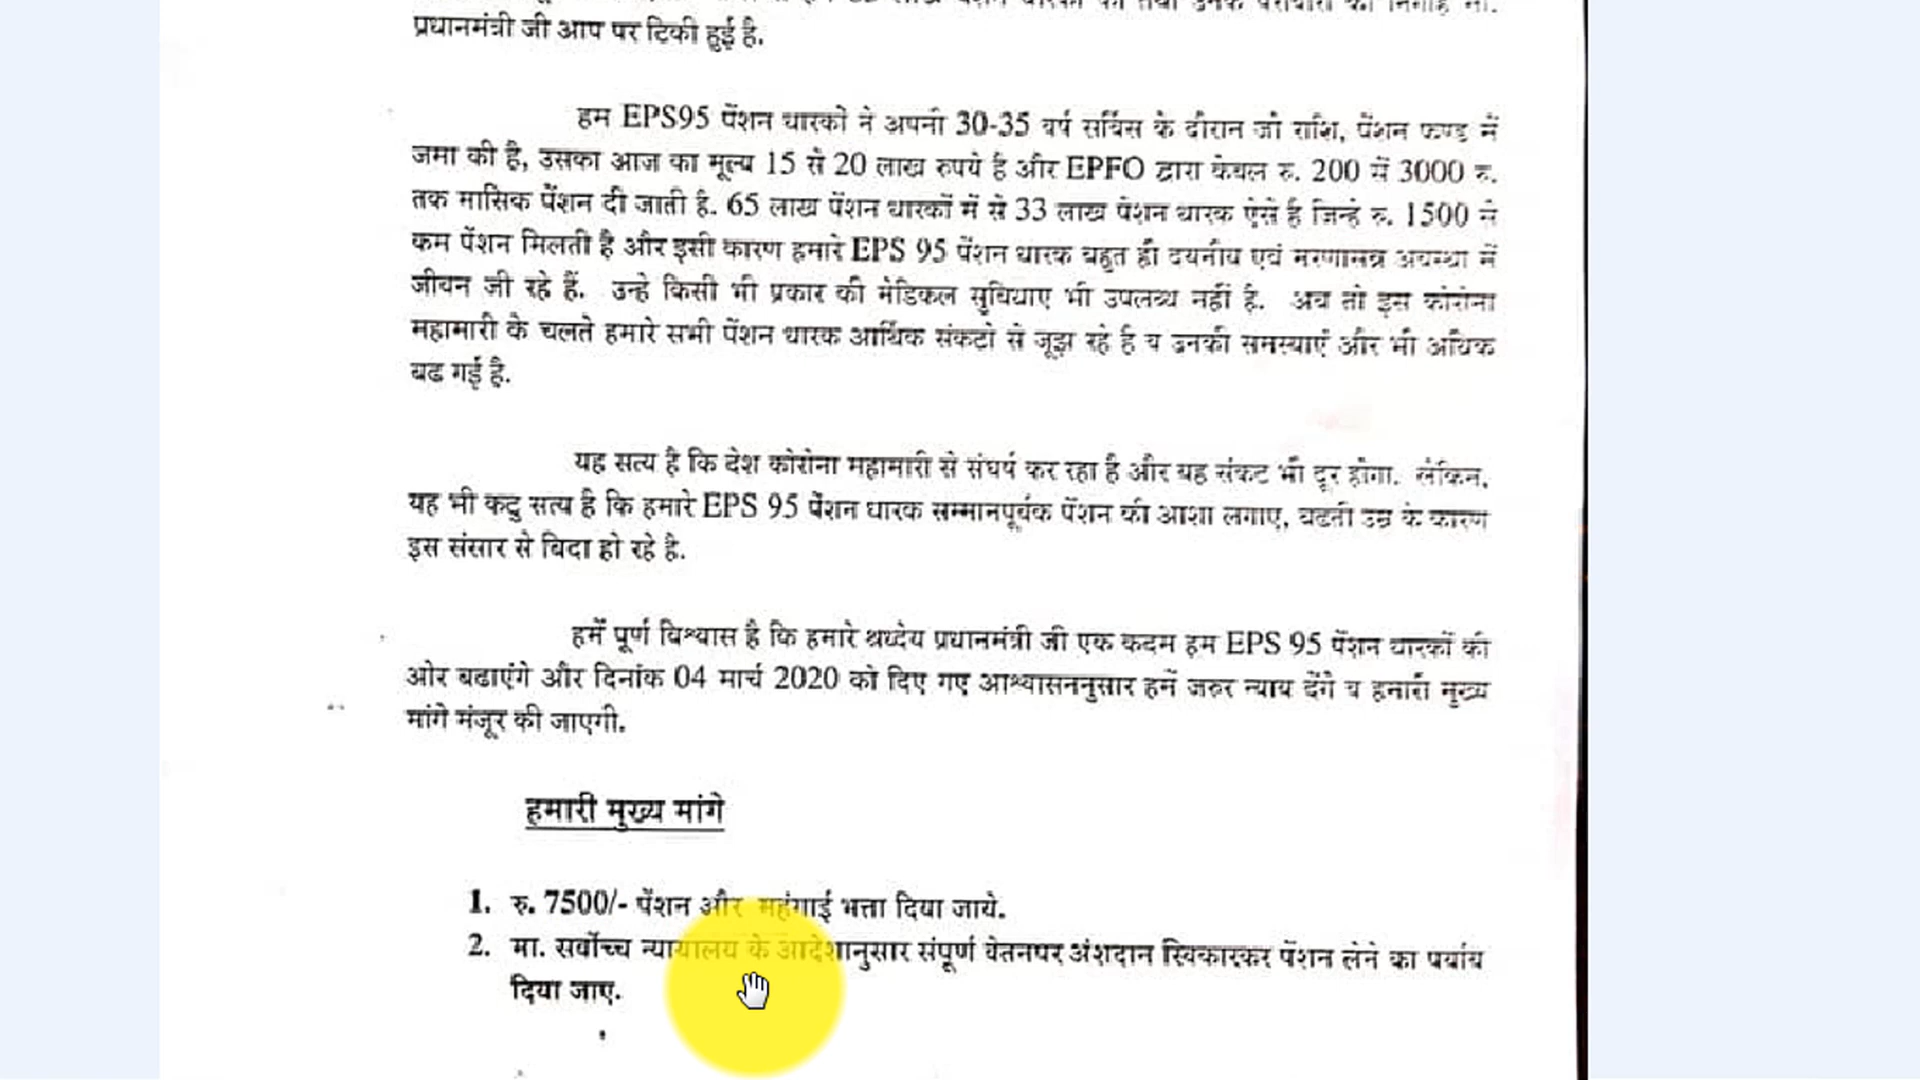 प्रधानमंत्री जी आप पर टिकी हुई है.
हम EPS95 पेंशन धारकों ने अपनी 30-35 वर्ष सर्विस के दौरान जो राशि, पेंशन फण्ड में
जमा की है, उसका आज का मूल्य 15 से 20 लाख रुपये है और EPFO द्वारा केवल रु. 200 से 3000 रु.
तक मासिक पेंशन दी जाती है. 65 लाख पेंशन धारकों में से 33 लाख पेंशन धारक ऐसे है जिन्हे रु. 1500 से
कम पेंशन मिलती है और इसी कारण हमारे EPS 95 पेंशन धारक बहुत ही दयनीय एवं मरणासन्न अवस्था में
जीवन जी रहे हैं. उन्हे किसी भी प्रकार की मेडिकल सुविधाए भी उपलब्ध नहीं है. अब तो इस कोरोना
महामारी के चलते हमारे सभी पेंशन धारक आर्थिक संकटो से जूझ रहे है व उनकी समस्याएं और भी अधिक
बढ गई है.
यह सत्य है कि देश कोरोना महामारी से संघर्ष कर रहा है और यह संकट भी दूर होगा. लेकिन,
यह भी कटु सत्य है कि हमारे EPS 95 पेंशन धारक सम्मानपूर्वक पेंशन की आशा लगाए, बढती उम्र के कारण
इस संसार से बिदा हो रहे है.
हमें पूर्ण विश्वास है कि हमारे श्रध्देय प्रधानमंत्री जी एक कदम हम EPS 95 पेंशन धारकों की
ओर बढाएंगे और दिनांक 04 मार्च 2020 को दिए गए आश्वासननुसार हमें जरुर न्याय देंगे व हमारी मुख्य
मांगे मंजूर की जाएगी.
हमारी मुख्य मांगे
1. रु. 7500/- पेंशन और महंगाई भत्ता दिया जाये.
2. मा. सर्वोच्च न्यायालय के आदेशानुसार संपूर्ण वेतनपर अंशदान स्विकारकर पेंशन लेने का पर्याय
दिया जाए.